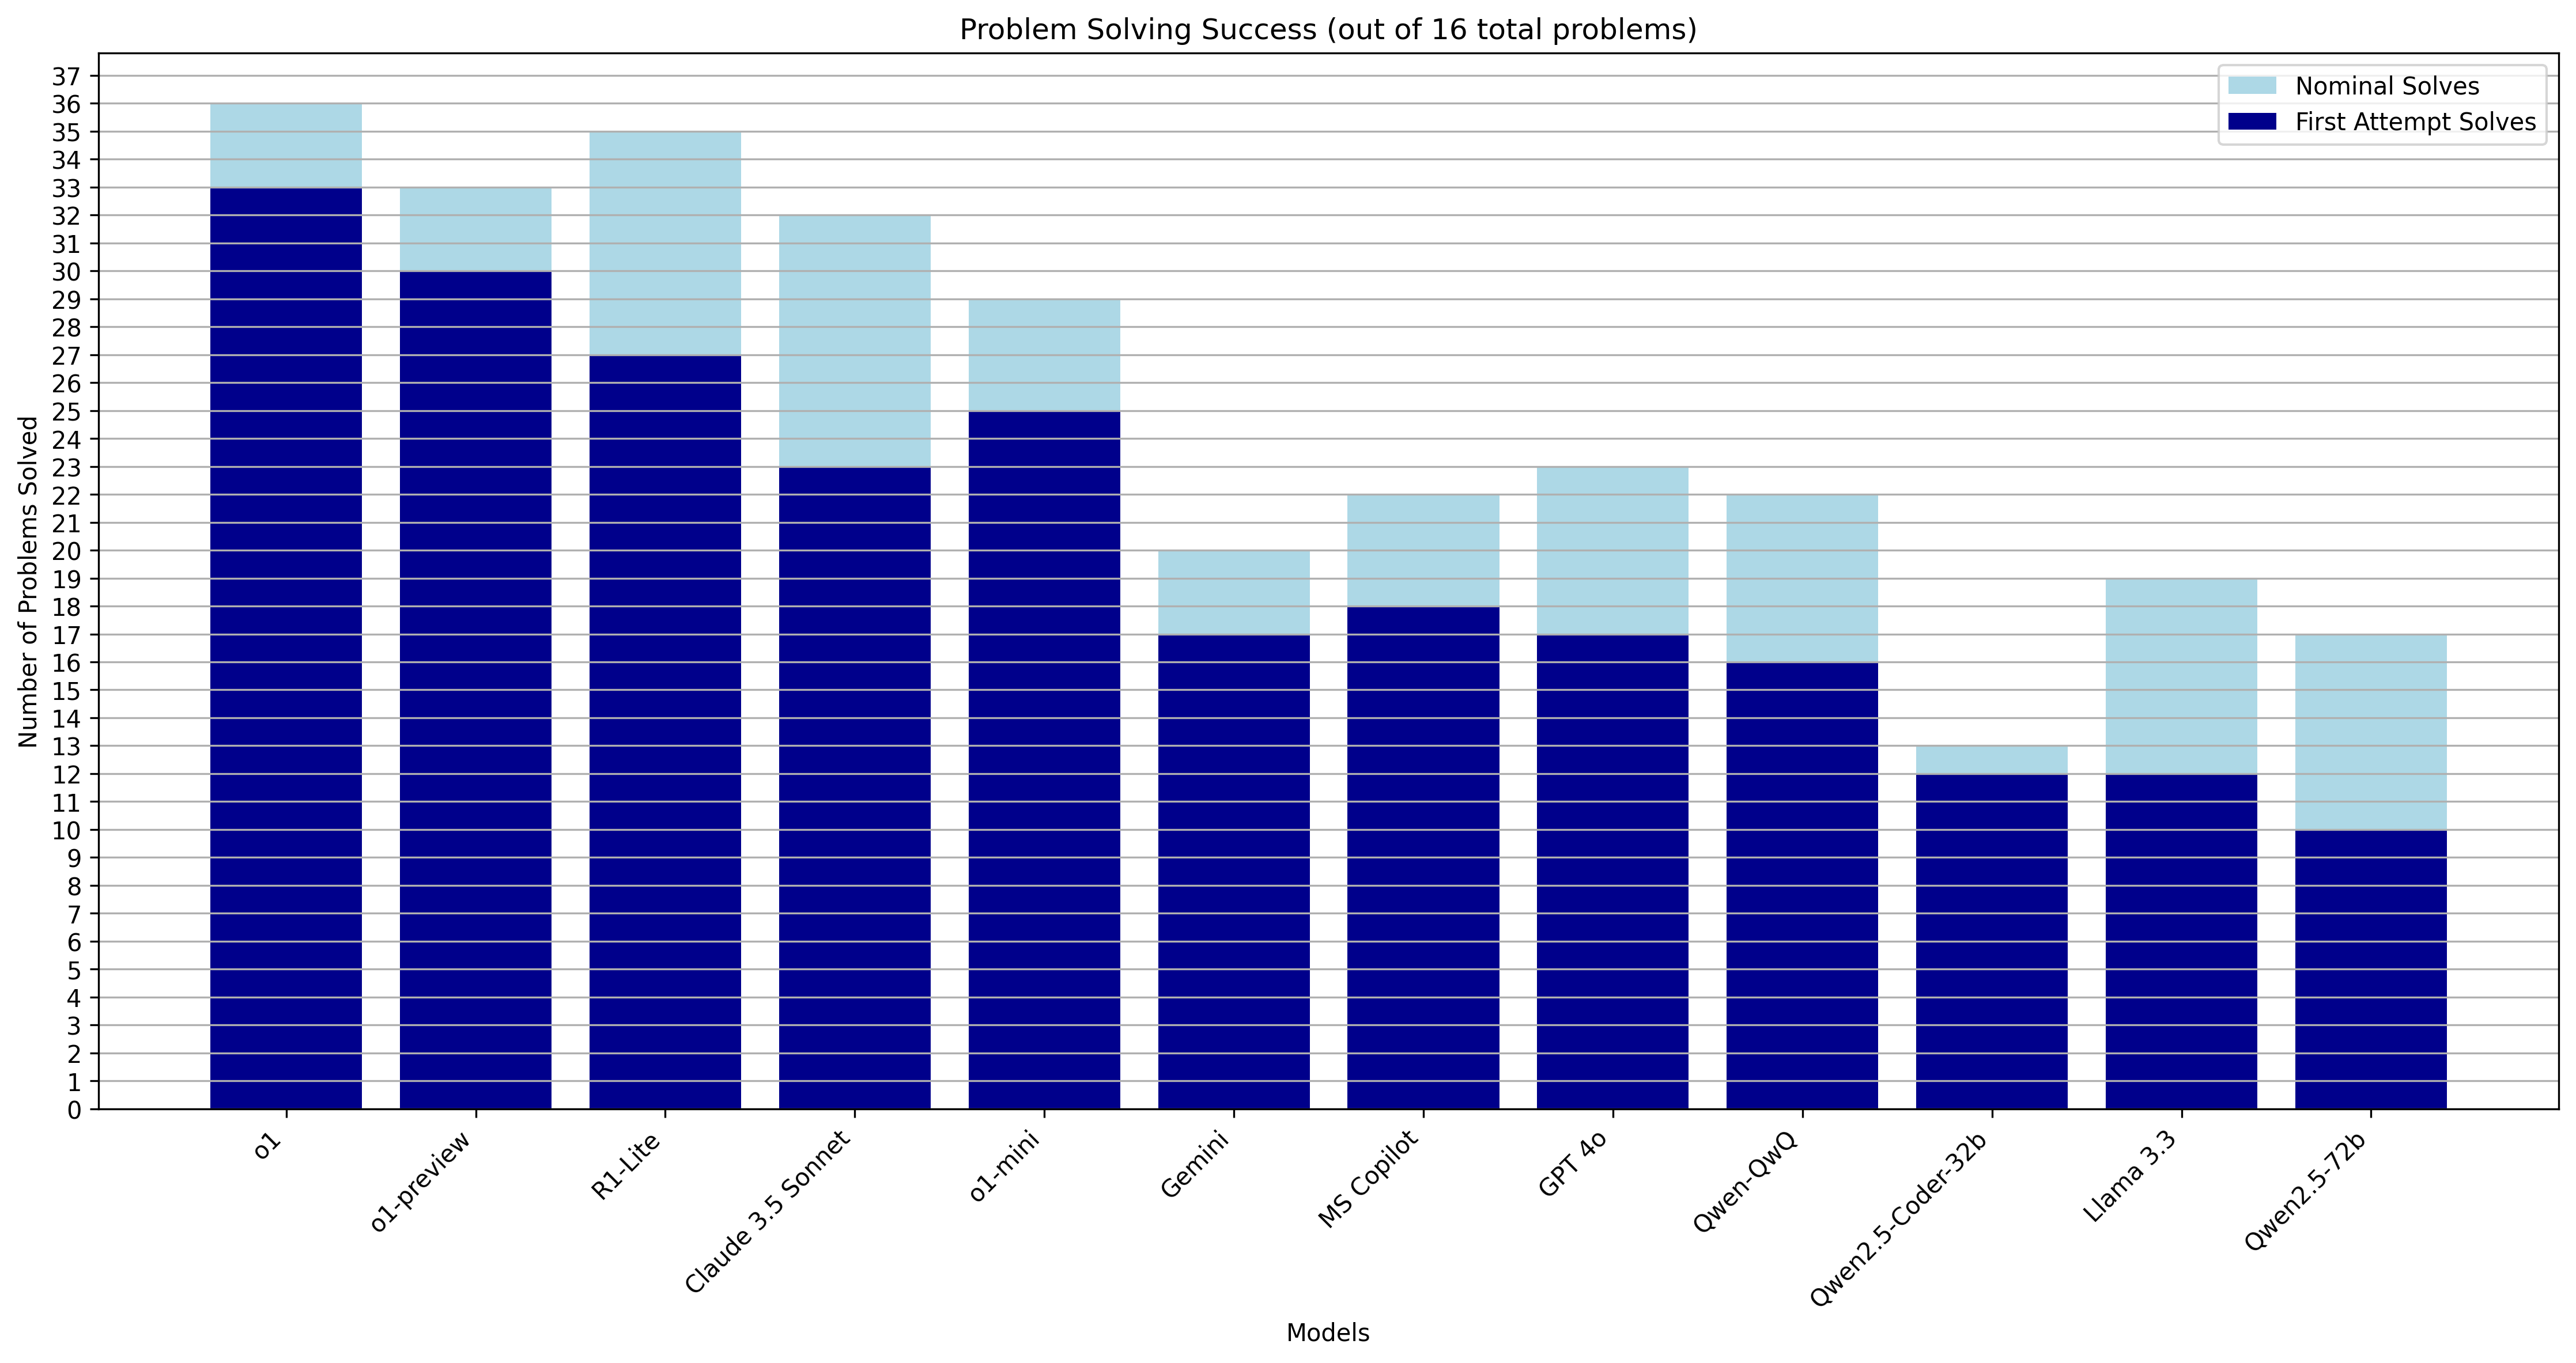 Problem Solving Success (out of 16 total problems)
Nominal Solves
First Attempt Solves
Number of Problems Solved
37
36
35
34
33
32
31
30
29
28
27
26
25
24
23
22
21
20
19
18
17
16
15
14
13
12
11
10
9
8
7
6
5
4
3
2
1
0
o1
o1-preview
R1-Lite
Claude 3.5 Sonnet
o1-mini
Gemini
MS Copilot
GPT 4o
Qwen-QwQ
Qwen2.5-Coder-32b
Llama 3.3
Qwen2.5-72b
Models